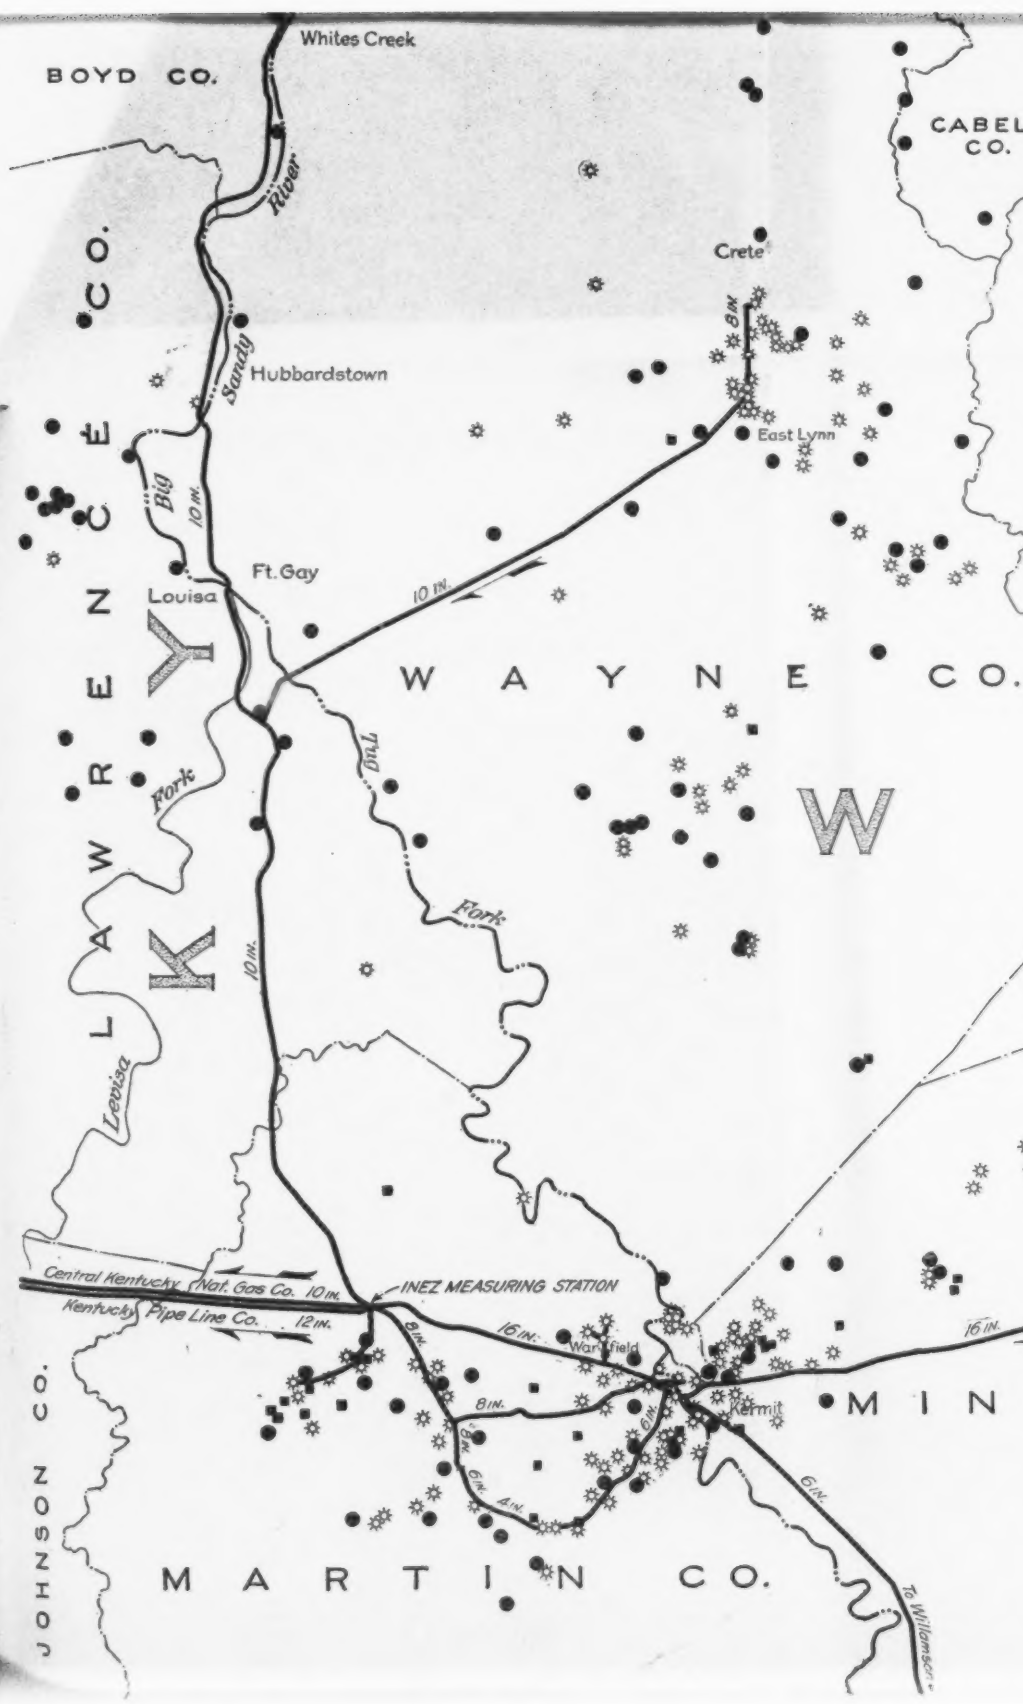 Whites Creek
BOYD CO.
CABEL
CO.
River
Crete
8 IN.
LAWRENCE CO.
Sandy
Hubbardstown
East Lynn
Big
10 IN.
Ft. Gay
Louisa
10 IN.
KY
WAYNE CO.
Tug
Fork
W
Fork
10 IN.
Levisa
Central Kentucky Nat. Gas Co. 10 IN.
Kentucky Pipe Line Co. 12 IN.
INEZ MEASURING STATION
8 IN.
16 IN.
Warfield
16 IN.
8 IN.
6 IN.
Kermit
MIN
8 IN.
6 IN.
4 IN.
6 IN.
JOHNSON CO.
MARTIN CO.
To Williamson